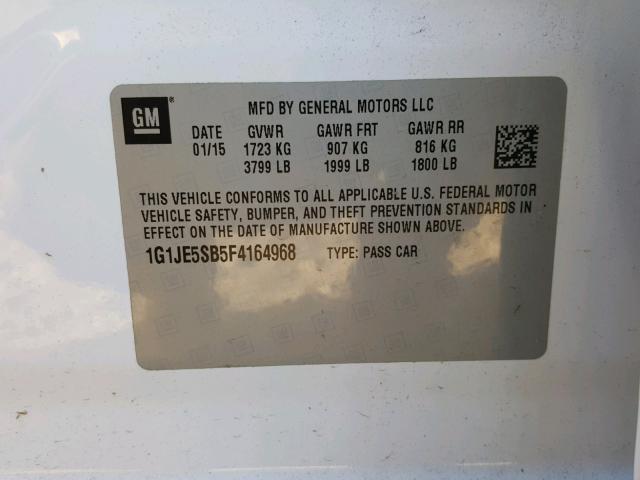 GM®
MFD BY GENERAL MOTORS LLC
DATE GVWR GAWR FRT GAWR RR
01/15 1723 KG 907 KG 816 KG
3799 LB 1999 LB 1800 LB
THIS VEHICLE CONFORMS TO ALL APPLICABLE U.S. FEDERAL MOTOR
VEHICLE SAFETY, BUMPER, AND THEFT PREVENTION STANDARDS IN
EFFECT ON THE DATE OF MANUFACTURE SHOWN ABOVE.
1G1JE5SB5F4164968 TYPE: PASS CAR